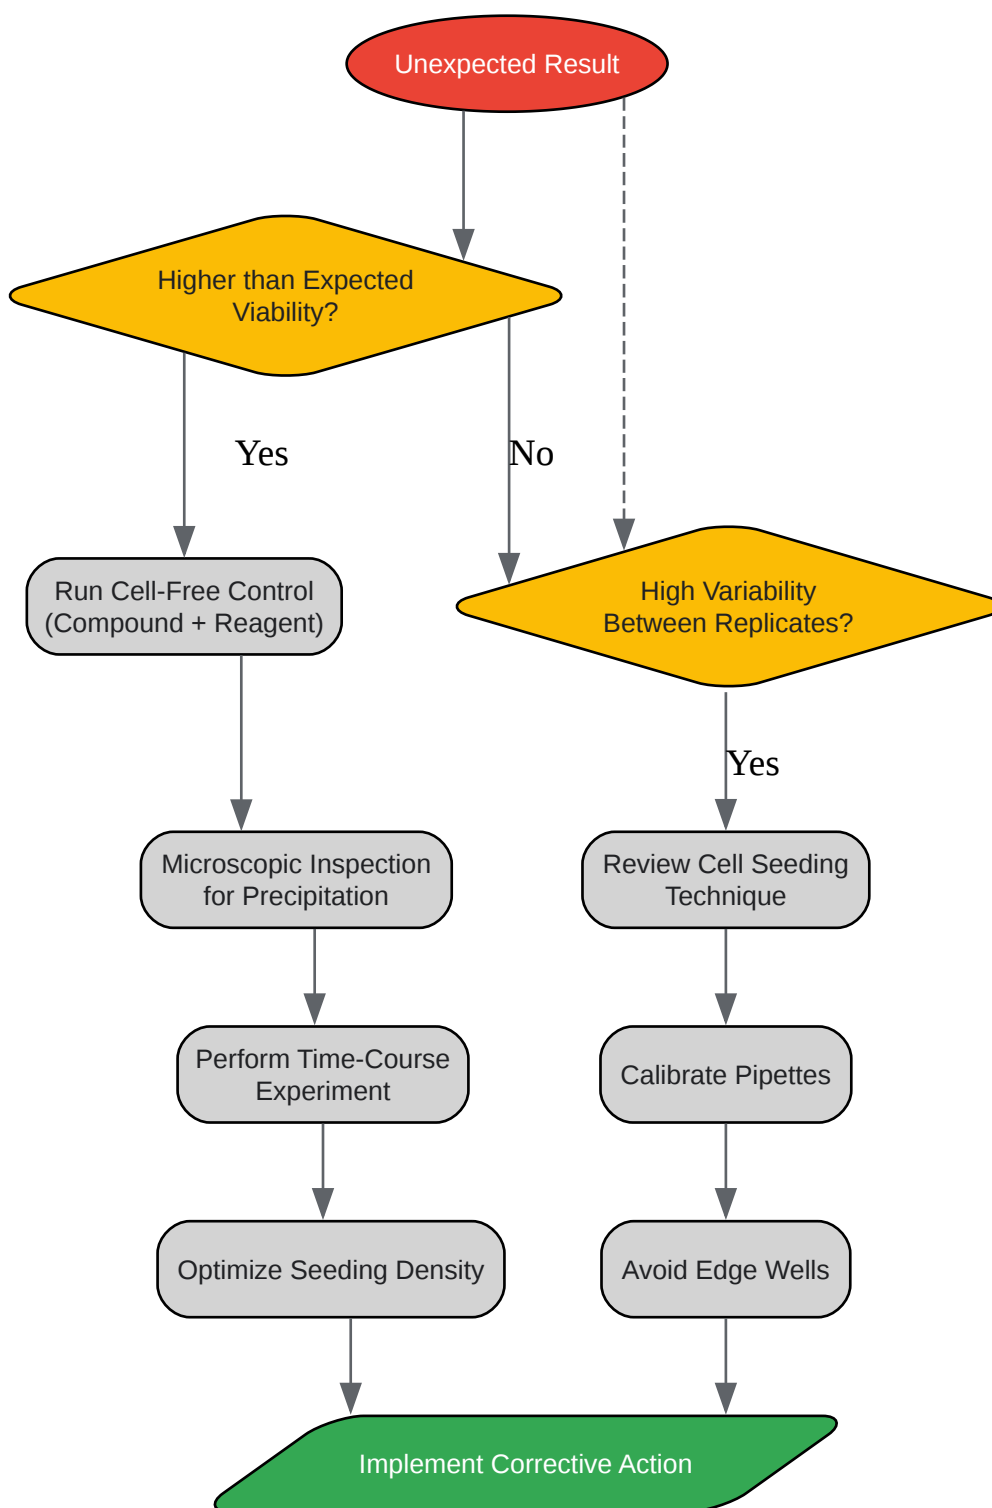 Unexpected Result
Higher than Expected
Viability?
Yes
No
Run Cell-Free Control
(Compound + Reagent)
High Variability
Between Replicates?
Yes
Microscopic Inspection
for Precipitation
Review Cell Seeding
Technique
Perform Time-Course
Experiment
Calibrate Pipettes
Optimize Seeding Density
Avoid Edge Wells
Implement Corrective Action